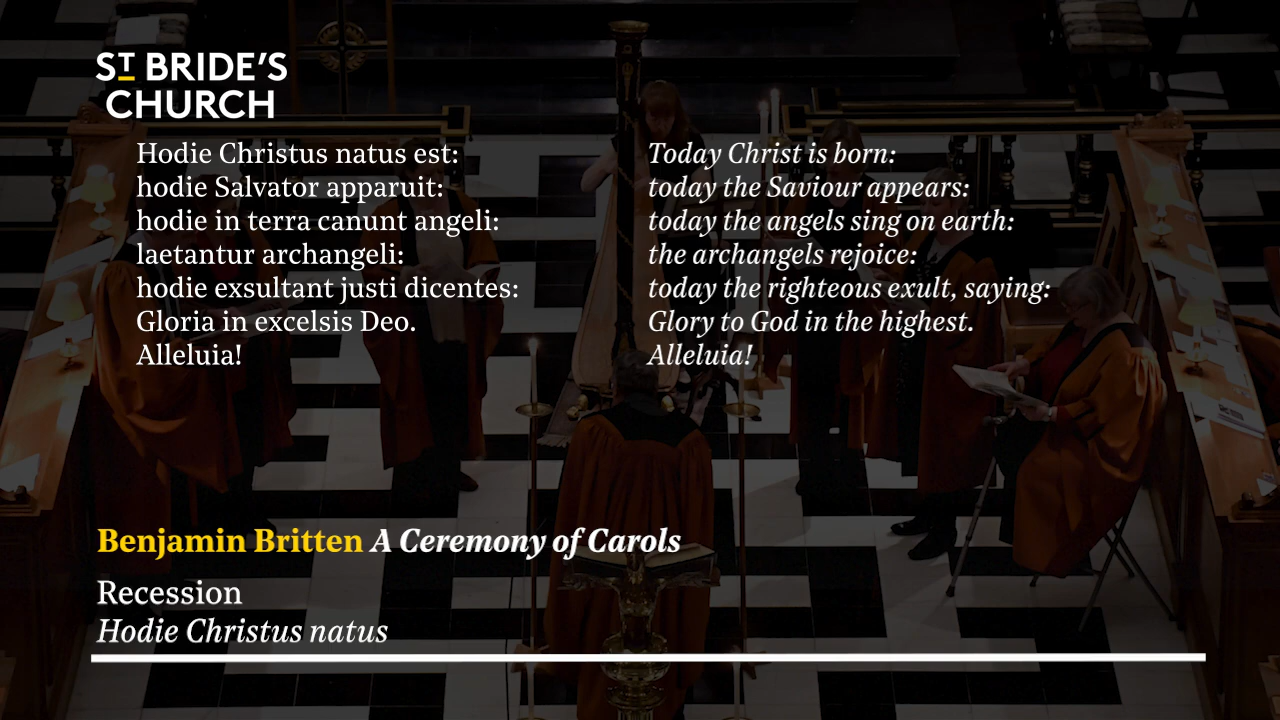 ST BRIDE'S
CHURCH
Hodie Christus natus est:
hodie Salvator apparuit:
hodie in terra canunt angeli:
laetantur archangeli:
hodie exsultant justi dicentes:
Gloria in excelsis Deo.
Alleluia!
Today Christ is born:
today the Saviour appears:
today the angels sing on earth:
the archangels rejoice:
today the righteous exult, saying:
Glory to God in the highest.
Alleluia!
Benjamin Britten A Ceremony of Carols
Recession
Hodie Christus natus